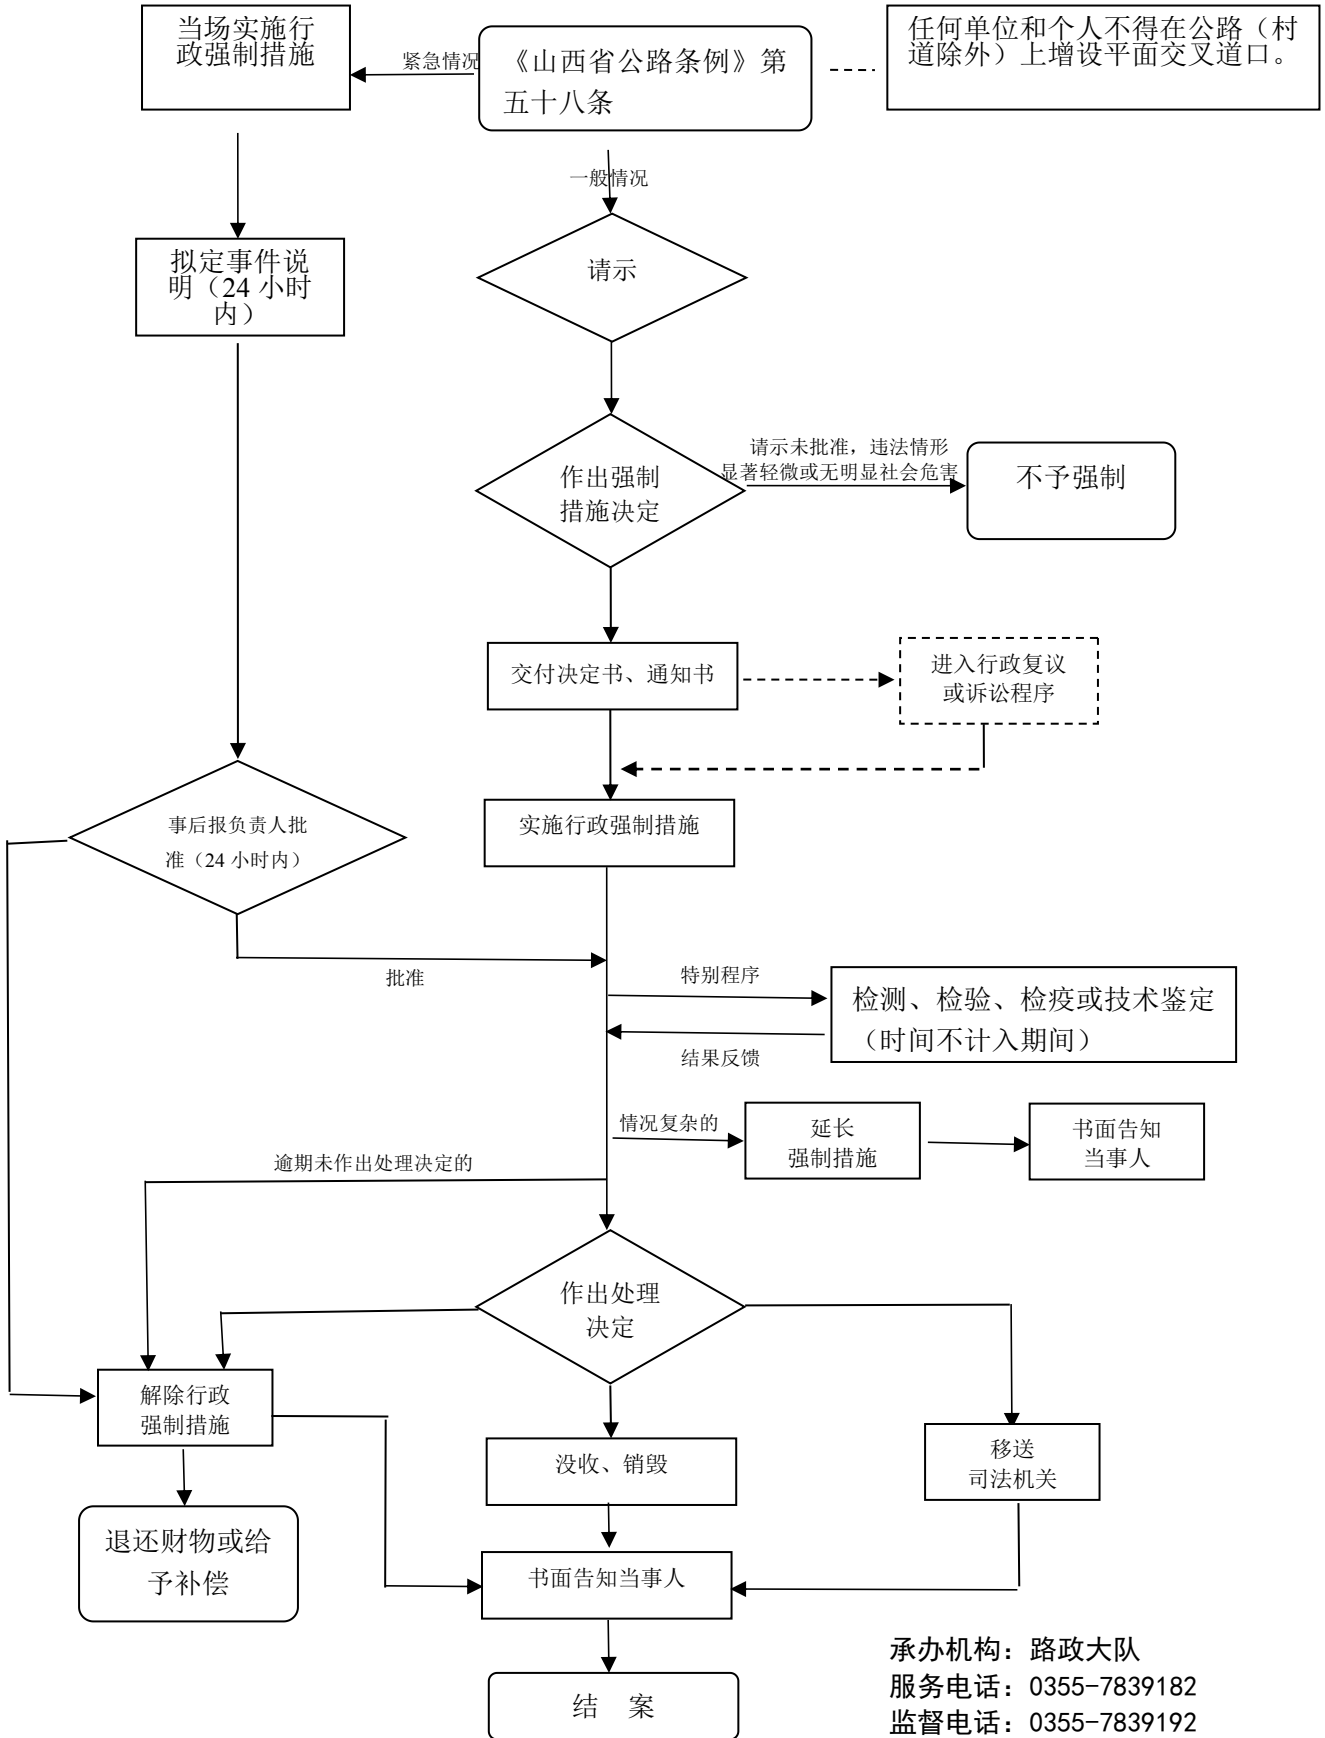 当场实施行
政强制措施
紧急情况
《山西省公路条例》第
五十八条
任何单位和个人不得在公路（村
道除外）上增设平面交叉道口。
一般情况
拟定事件说
明（24 小时
内）
请示
作出强制
措施决定
请示未批准，违法情形
显著轻微或无明显社会危害
不予强制
交付决定书、通知书
进入行政复议
或诉讼程序
事后报负责人批
准（24 小时内）
实施行政强制措施
批准
特别程序
检测、检验、检疫或技术鉴定
（时间不计入期间）
结果反馈
情况复杂的
延长
强制措施
书面告知
当事人
逾期未作出处理决定的
作出处理
决定
解除行政
强制措施
没收、销毁
移送
司法机关
退还财物或给
予补偿
书面告知当事人
结 案
承办机构：路政大队
服务电话：0355-7839182
监督电话：0355-7839192